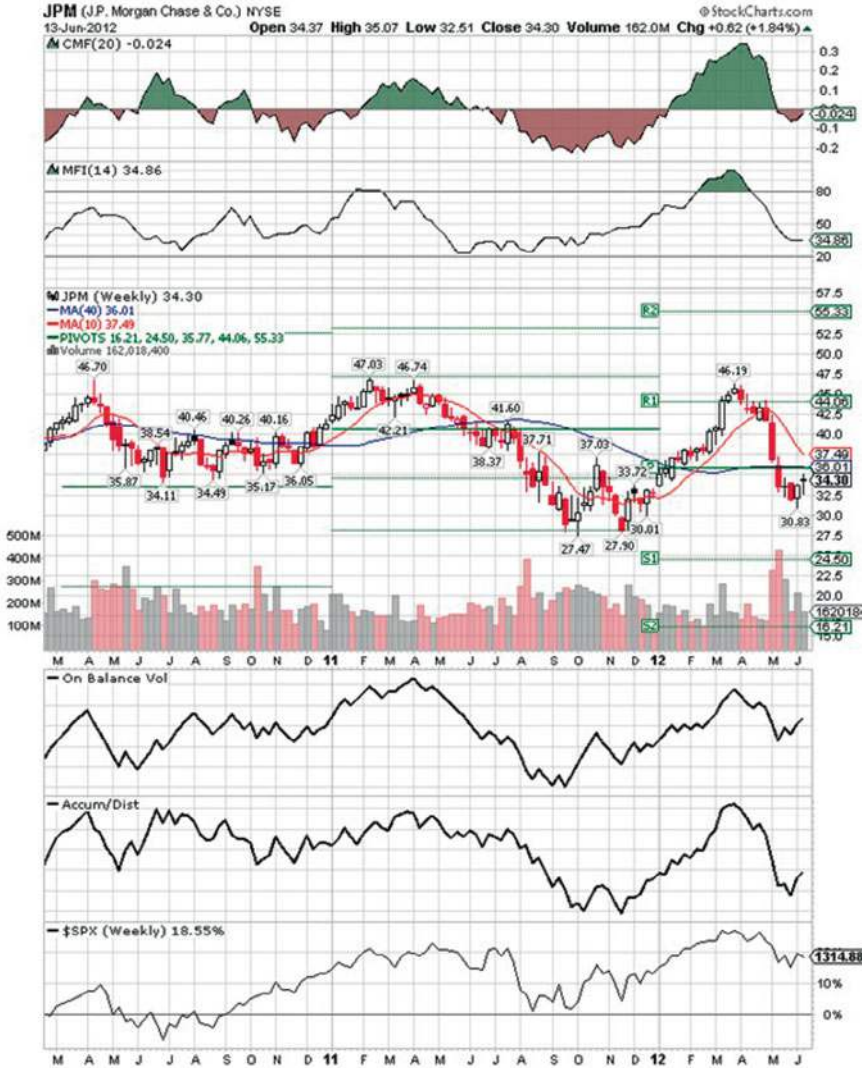 JPM (J.P. Morgan Chase & Co.) NYSE © StockCharts.com
13-Jun-2012 Open 34.37 High 35.07 Low 32.51 Close 34.30 Volume 162.0M Chg +0.62 (+1.84%)
CMF(20) -0.024
0.3
0.2
0.1
-0.024
-0.1
-0.2
MFI(14) 34.86
80
50
34.86
20
JPM (Weekly) 34.30
MA(40) 36.01
MA(10) 37.49
PIVOTS 16.21, 24.50, 35.77, 44.06, 55.33
Volume 162,018,400
57.5
R2 55.33
52.5
50.0
47.5
46.70 47.03 46.74 46.19
R1 44.06
42.5
38.54 40.46 40.26 40.16 42.21 41.60
40.0
37.71 37.03
37.49
36.01
35.87 34.11 34.49 35.17 36.05 38.37 33.72
34.30
32.5
30.01 30.83
30.0
27.47 27.90
27.5
500M
S1 24.50
400M 22.5
300M 20.0
200M 1620184
100M S2 16.21
15.0
M A M J J A S O N D 11 F M A M J J A S O N D 12 F M A M J
On Balance Vol
Accum/Dist
$SPX (Weekly) 18.55%
1314.88
10%
0%
M A M J J A S O N D 11 F M A M J J A S O N D 12 F M A M J